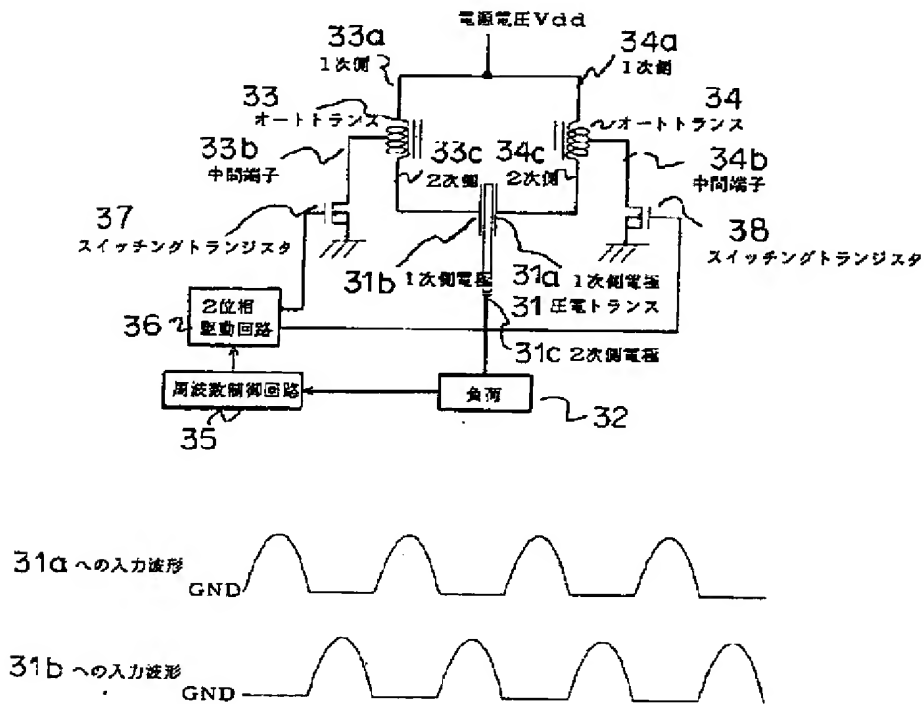 電源電圧Vdd
33a
1次側
34a
1次側
33
オートトランス
34
オートトランス
33b
中間端子
33c
2次側
34c
2次側
34b
中間端子
37
スイッチングトランジスタ
38
スイッチングトランジスタ
31b 1次側電極
31a 1次側電極
31 圧電トランス
31c 2次側電極
36
2位相
駆動回路
周波数制御回路
35
負荷
32
31a への入力波形
GND
31b への入力波形
GND